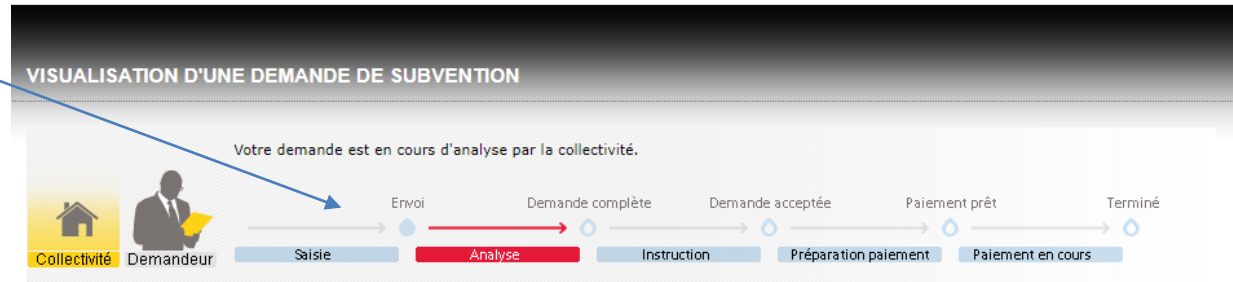 VISUALISATION D'UNE DEMANDE DE SUBVENTION
Votre demande est en cours d'analyse par la collectivité.
Envoi Demande complète Demande acceptée Paiement prêt Terminé
Collectivité Demandeur Saisie Analyse Instruction Préparation paiement Paiement en cours